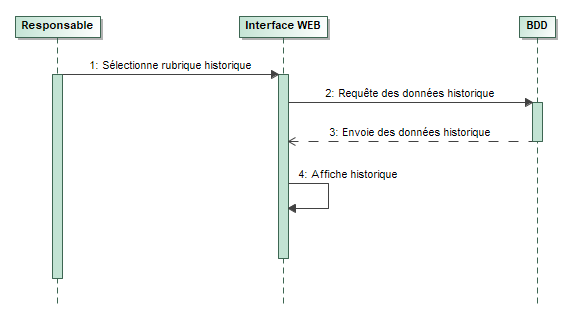 Responsable
Interface WEB
BDD
1: Sélectionne rubrique historique
2: Requête des données historique
3: Envoie des données historique
4: Affiche historique